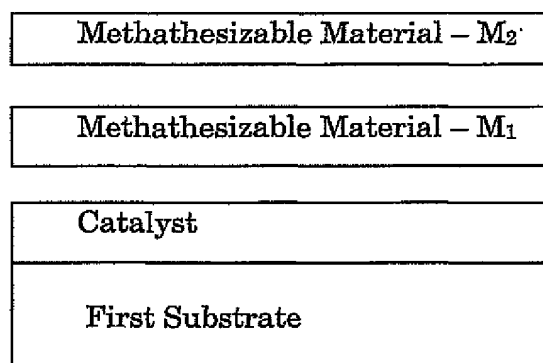 Methathesizable Material – M₂
Methathesizable Material – M₁
Catalyst
First Substrate